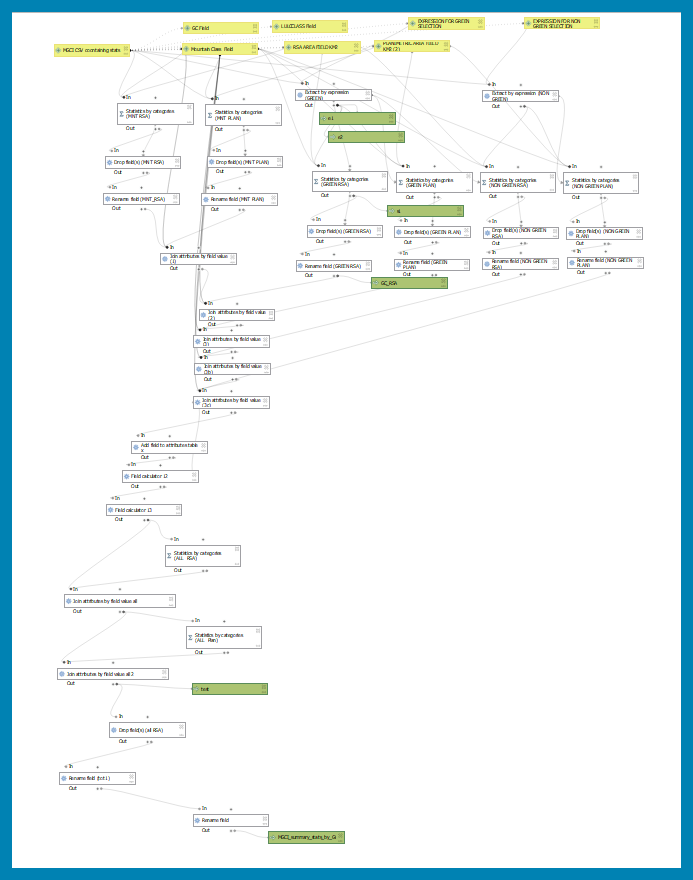 GC Field
LULCCLASS Field
EXPRESSION FOR GREEN
SELECTION
EXPRESSION FOR NON
GREEN SELECTION
MGCI CSV containing stats
Mountain Class. Field
RSA AREA FIELD KM2
PLANIMETRIC AREA FIELD
KM2 (2)
In
Extract by expression
(GREEN)
Out
In
Extract by expression (NON
GREEN)
Out
In
Statistics by categories
(MNT RSA)
Out
In
Statistics by categories
(MNT PLAN)
Out
s1
s2
In
Drop field(s) (MNT RSA)
Out
In
Drop field(s) (MNT PLAN)
Out
In
Statistics by categories
(GREEN RSA)
Out
In
Statistics by categories
(GREEN PLAN)
Out
In
Statistics by categories
(NON GREEN RSA)
Out
In
Statistics by categories
(NON GREEN PLAN)
Out
In
Rename field (MNT_RSA)
Out
In
Rename field (MNT PLAN)
Out
In
Drop field(s) (GREEN RSA)
Out
In
Drop field(s) (GREEN PLAN)
Out
In
Drop field(s) (NON GREEN
RSA)
Out
In
Drop field(s) (NON GREEN
PLAN)
Out
In
Join attributes by field value
(1)
Out
In
Rename field (GREEN RSA)
Out
In
Rename field (GREEN
PLAN)
Out
In
Rename field (NON GREEN
RSA)
Out
In
Rename field (NON GREEN
PLAN)
Out
GC_RSA
In
Join attributes by field value
(2)
Out
In
Join attributes by field value
Out
In
Join attributes by field value
Out
In
Join attributes by field value
Out
In
Add field to attributes table
x
Out
In
Field calculator L2
Out
In
Field calculator L3
Out
In
Statistics by categories
(ALL RSA)
Out
In
Join attributes by field value all
Out
In
Statistics by categories
(ALL Plan)
Out
In
Join attributes by field value all 2
Out
test
In
Drop field(s) (all RSA)
Out
In
Rename field (tot L)
Out
In
Rename field
Out
MGCI_summary_stats_by_G